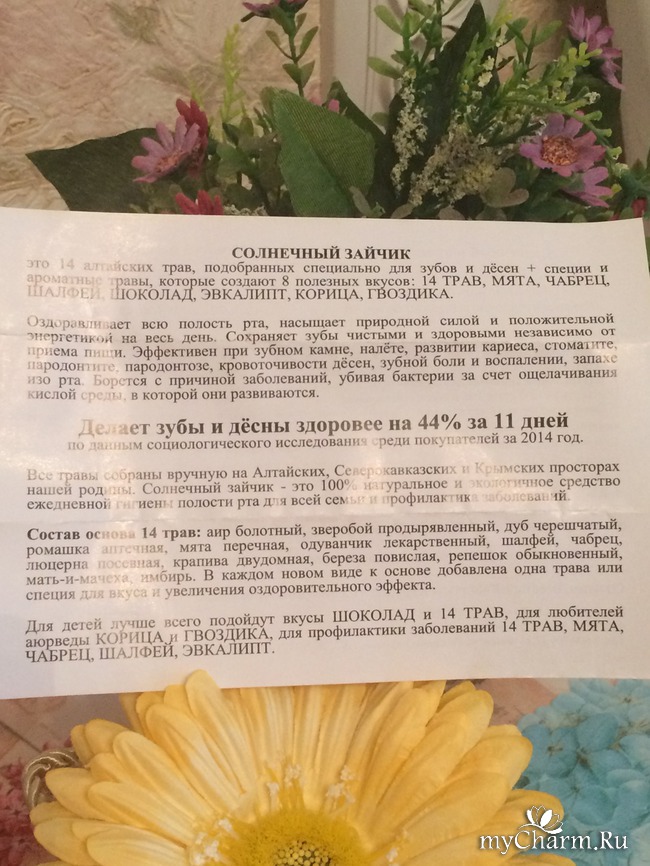 СОЛНЕЧНЫЙ ЗАЙЧИК
это 14 алтайских трав, подобранных специально для зубов и дёсен + специи и
ароматные травы, которые создают 8 полезных вкусов: 14 ТРАВ, МЯТА, ЧАБРЕЦ,
ШАЛФЕЙ, ШОКОЛАД, ЭВКАЛИПТ, КОРИЦА, ГВОЗДИКА.
Оздоравливает всю полость рта, насыщает природной силой и положительной
энергетикой на весь день. Сохраняет зубы чистыми и здоровыми независимо от
приема пищи. Эффективен при зубном камне, налёте, развитии кариеса, стоматите,
пародонтите, пародонтозе, кровоточивости дёсен, зубной боли и воспалении, запахе
изо рта. Борется с причиной заболеваний, убивая бактерии за счет ощелачивания
кислой среды, в которой они развиваются.
Делает зубы и дёсны здоровее на 44% за 11 дней
по данным социологического исследования среди покупателей за 2014 год.
Все травы собраны вручную на Алтайских, Северокавказских и Крымских просторах
нашей родины. Солнечный зайчик - это 100% натуральное и экологичное средство
ежедневной гигиены полости рта для всей семьи и профилактика заболеваний.
Состав основа 14 трав: аир болотный, зверобой продырявленный, дуб черешчатый,
ромашка аптечная, мята перечная, одуванчик лекарственный, шалфей, чабрец,
люцерна посевная, крапива двудомная, береза повислая, репешок обыкновенный,
мать-и-мачеха, имбирь. В каждом новом виде к основе добавлена одна трава или
специя для вкуса и увеличения оздоровительного эффекта.
Для детей лучше всего подойдут вкусы ШОКОЛАД и 14 ТРАВ, для любителей
аюрведы КОРИЦА и ГВОЗДИКА, для профилактики заболеваний 14 ТРАВ, МЯТА,
ЧАБРЕЦ, ШАЛФЕЙ, ЭВКАЛИПТ.
myCharm.Ru